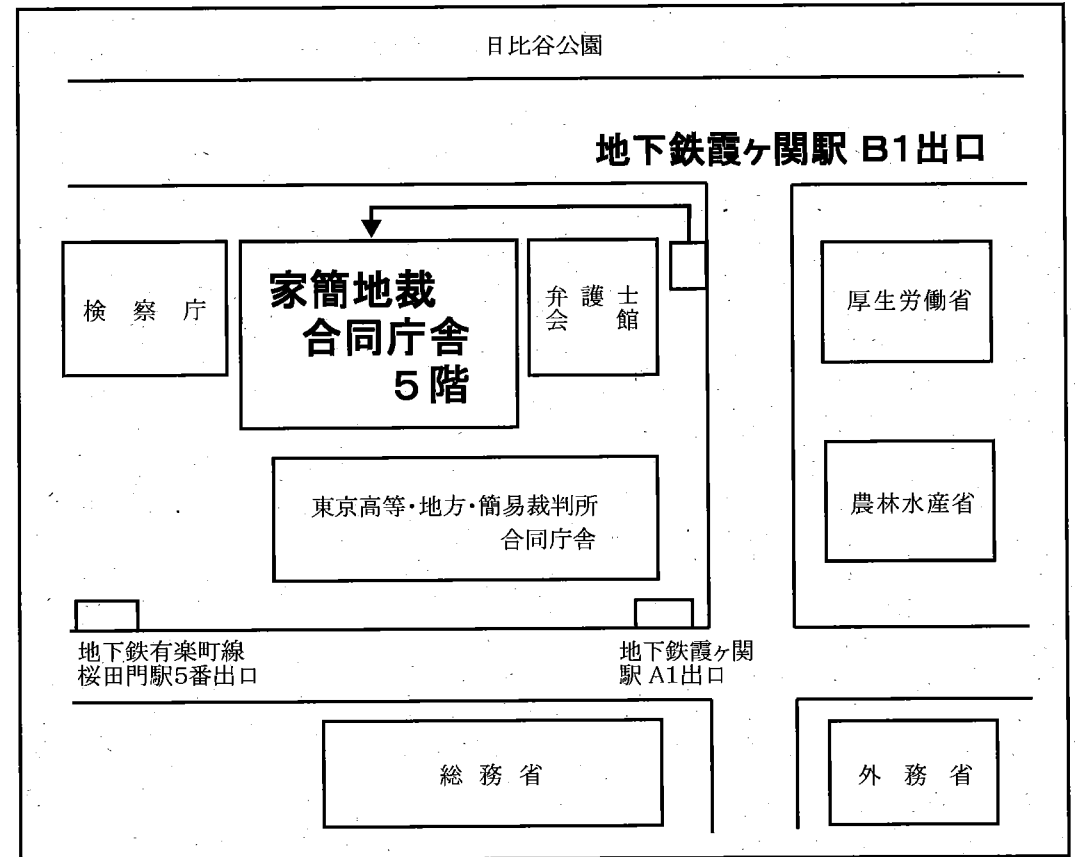 日比谷公園
地下鉄霞ヶ関駅 B1出口
検察庁
家簡地裁
合同庁舎
5階
弁護士
会館
厚生労働省
東京高等・地方・簡易裁判所
合同庁舎
農林水産省
地下鉄有楽町線
桜田門駅5番出口
地下鉄霞ヶ関
駅 A1出口
総務省
外務省